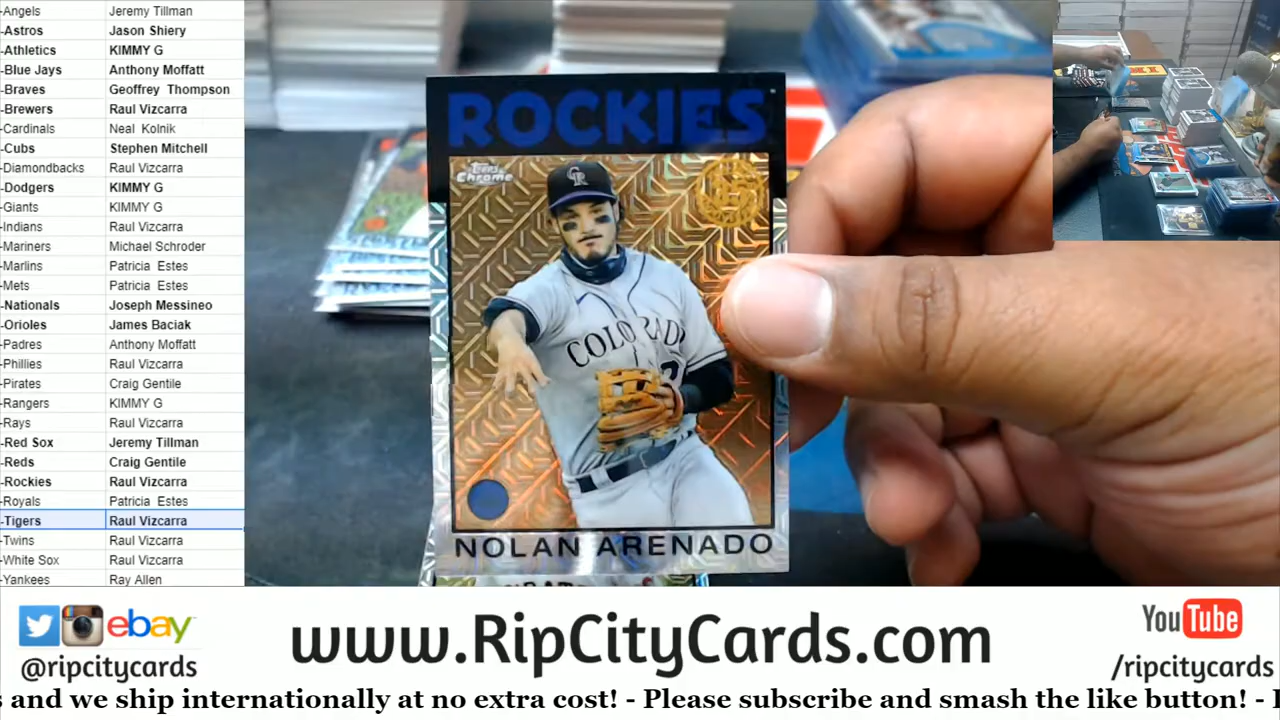 -Angels Jeremy Tillman
-Astros Jason Shiery
-Athletics KIMMY G
-Blue Jays Anthony Moffatt
-Braves Geoffrey Thompson
-Brewers Raul Vizcarra
-Cardinals Neal Kolnik
-Cubs Stephen Mitchell
-Diamondbacks Raul Vizcarra
-Dodgers KIMMY G
-Giants KIMMY G
-Indians Raul Vizcarra
-Mariners Michael Schroder
-Marlins Patricia Estes
-Mets Patricia Estes
-Nationals Joseph Messineo
-Orioles James Baciak
-Padres Anthony Moffatt
-Phillies Raul Vizcarra
-Pirates Craig Gentile
-Rangers KIMMY G
-Rays Raul Vizcarra
-Red Sox Jeremy Tillman
-Reds Craig Gentile
-Rockies Raul Vizcarra
-Royals Patricia Estes
-Tigers Raul Vizcarra
-Twins Raul Vizcarra
-White Sox Raul Vizcarra
-Yankees Ray Allen
ROCKIES
Topps
Chrome
35
CR
COLORADO
NOLAN ARENADO
ebay
@ripcitycards
www.RipCityCards.com
YouTube
/ripcitycards
s and we ship internationally at no extra cost! - Please subscribe and smash the like button! -